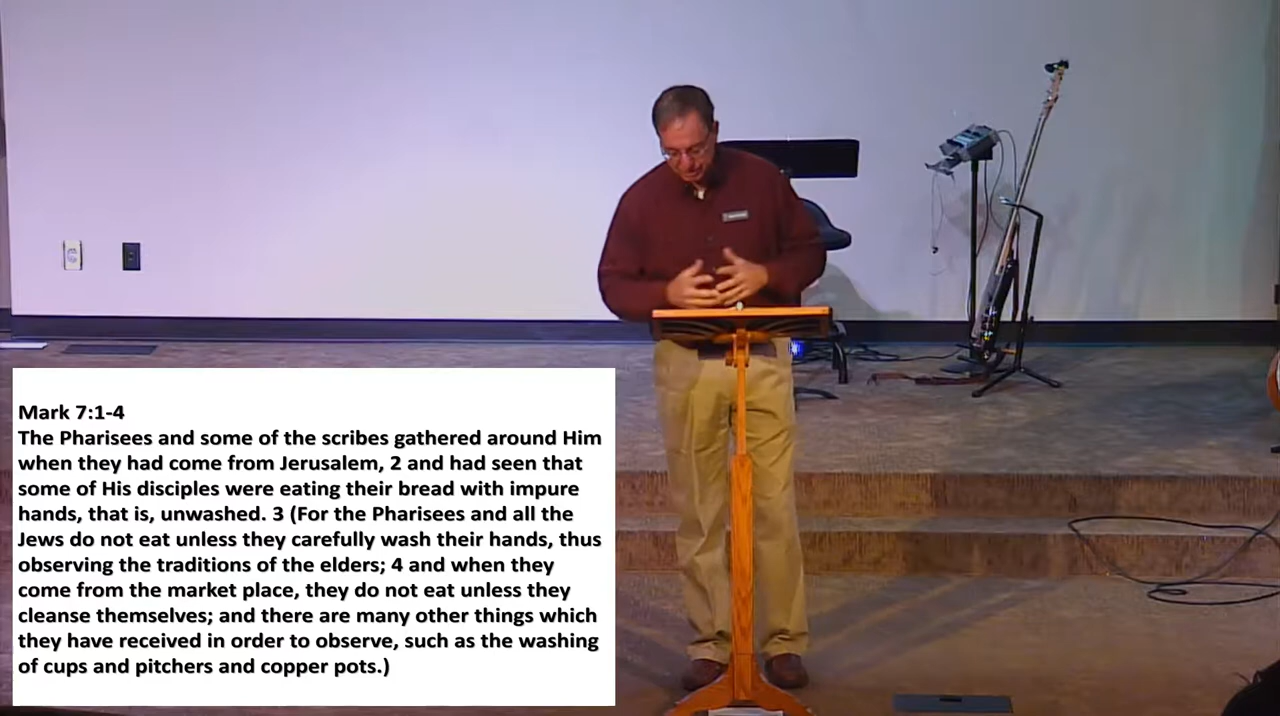 Mark 7:1-4
The Pharisees and some of the scribes gathered around Him
when they had come from Jerusalem, 2 and had seen that
some of His disciples were eating their bread with impure
hands, that is, unwashed. 3 (For the Pharisees and all the
Jews do not eat unless they carefully wash their hands, thus
observing the traditions of the elders; 4 and when they
come from the market place, they do not eat unless they
cleanse themselves; and there are many other things which
they have received in order to observe, such as the washing
of cups and pitchers and copper pots.)